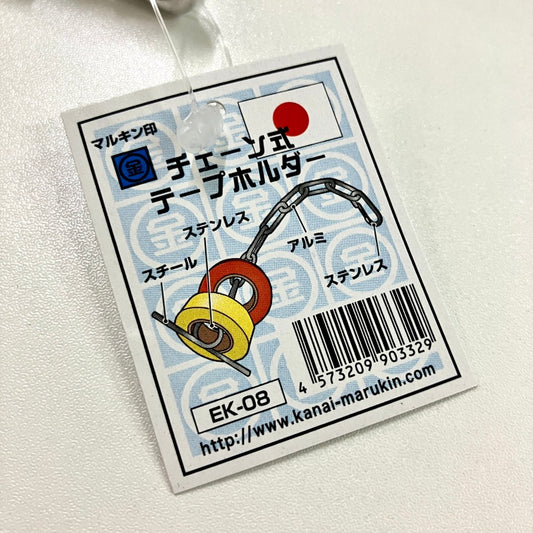 マルキン印
金 チェーン式
テープホルダー
ステンレス
スチール
アルミ
ステンレス
4 573209 903329
EK-08
http://www.kanai-marukin.com